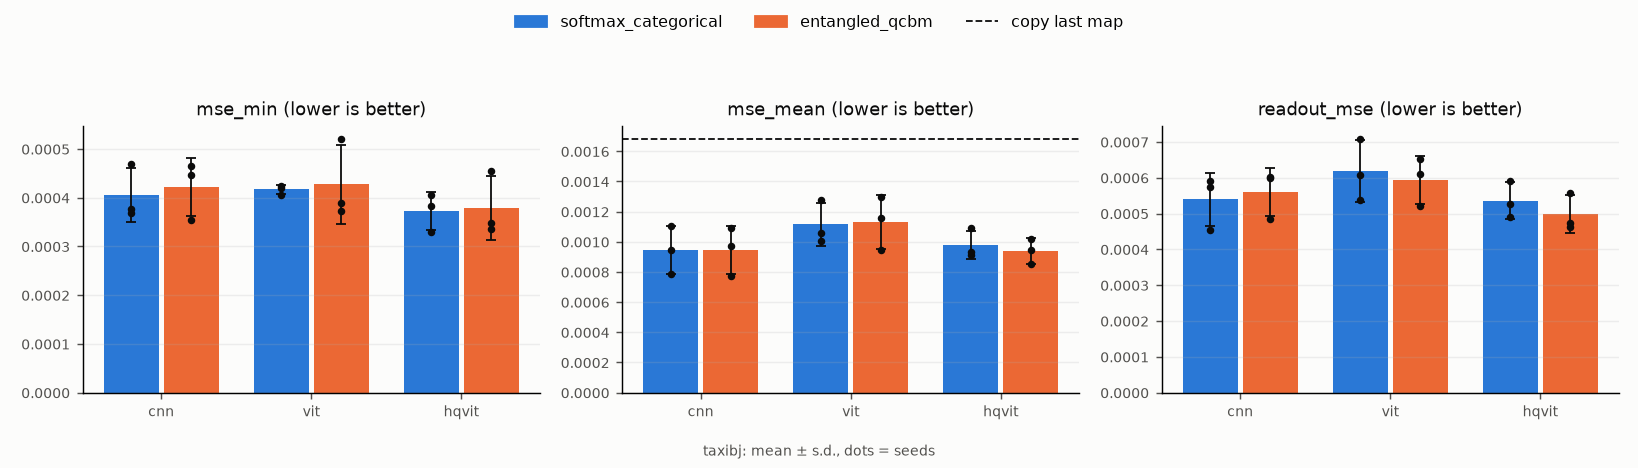 softmax_categorical entangled_qcbm copy last map
mse_min (lower is better)
0.0005
0.0004
0.0003
0.0002
0.0001
0.0000
cnn vit hqvit
mse_mean (lower is better)
0.0016
0.0014
0.0012
0.0010
0.0008
0.0006
0.0004
0.0002
0.0000
cnn vit hqvit
readout_mse (lower is better)
0.0007
0.0006
0.0005
0.0004
0.0003
0.0002
0.0001
0.0000
cnn vit hqvit
taxibj: mean ± s.d., dots = seeds